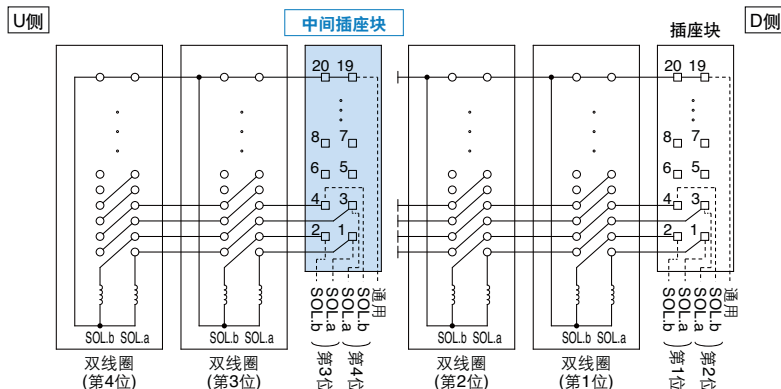 U侧
中间插座块
插座块
D侧
20 19
20 19
8 7
8 7
6 5
6 5
4 3
4 3
2 1
2 1
SOL.b SOL.a
SOL.b SOL.a
SOL.b
SOL.a
SOL.a
SOL.b
通用
SOL.b SOL.a
SOL.b SOL.a
SOL.b
SOL.a
SOL.a
SOL.b
通用
双线圈
(第4位)
双线圈
(第3位)
第3位
第4位
双线圈
(第2位)
双线圈
(第1位)
第1位
第2位